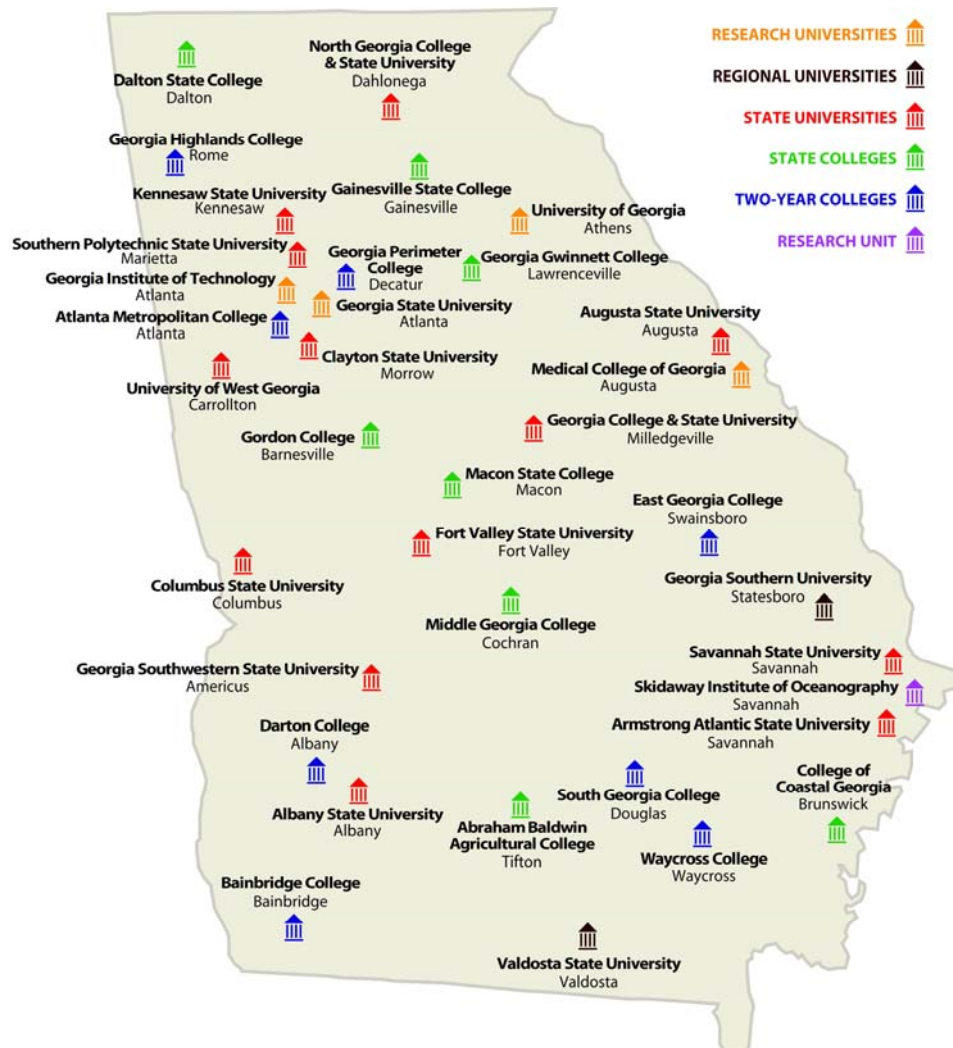 RESEARCH UNIVERSITIES
REGIONAL UNIVERSITIES
STATE UNIVERSITIES
STATE COLLEGES
TWO-YEAR COLLEGES
RESEARCH UNIT
North Georgia College
& State University
Dahlonega
Dalton State College
Dalton
Georgia Highlands College
Rome
Gainesville State College
Gainesville
Kennesaw State University
Kennesaw
University of Georgia
Athens
Southern Polytechnic State University
Marietta
Georgia Perimeter
College
Decatur
Georgia Gwinnett College
Lawrenceville
Georgia Institute of Technology
Atlanta
Georgia State University
Atlanta
Atlanta Metropolitan College
Atlanta
Augusta State University
Augusta
Clayton State University
Morrow
Medical College of Georgia
Augusta
University of West Georgia
Carrollton
Georgia College & State University
Milledgeville
Gordon College
Barnesville
Macon State College
Macon
East Georgia College
Swainsboro
Fort Valley State University
Fort Valley
Columbus State University
Columbus
Georgia Southern University
Statesboro
Middle Georgia College
Cochran
Savannah State University
Savannah
Georgia Southwestern State University
Americus
Skidaway Institute of Oceanography
Savannah
Armstrong Atlantic State University
Savannah
Darton College
Albany
College of
Coastal Georgia
Brunswick
South Georgia College
Douglas
Albany State University
Albany
Abraham Baldwin
Agricultural College
Tifton
Waycross College
Waycross
Bainbridge College
Bainbridge
Valdosta State University
Valdosta